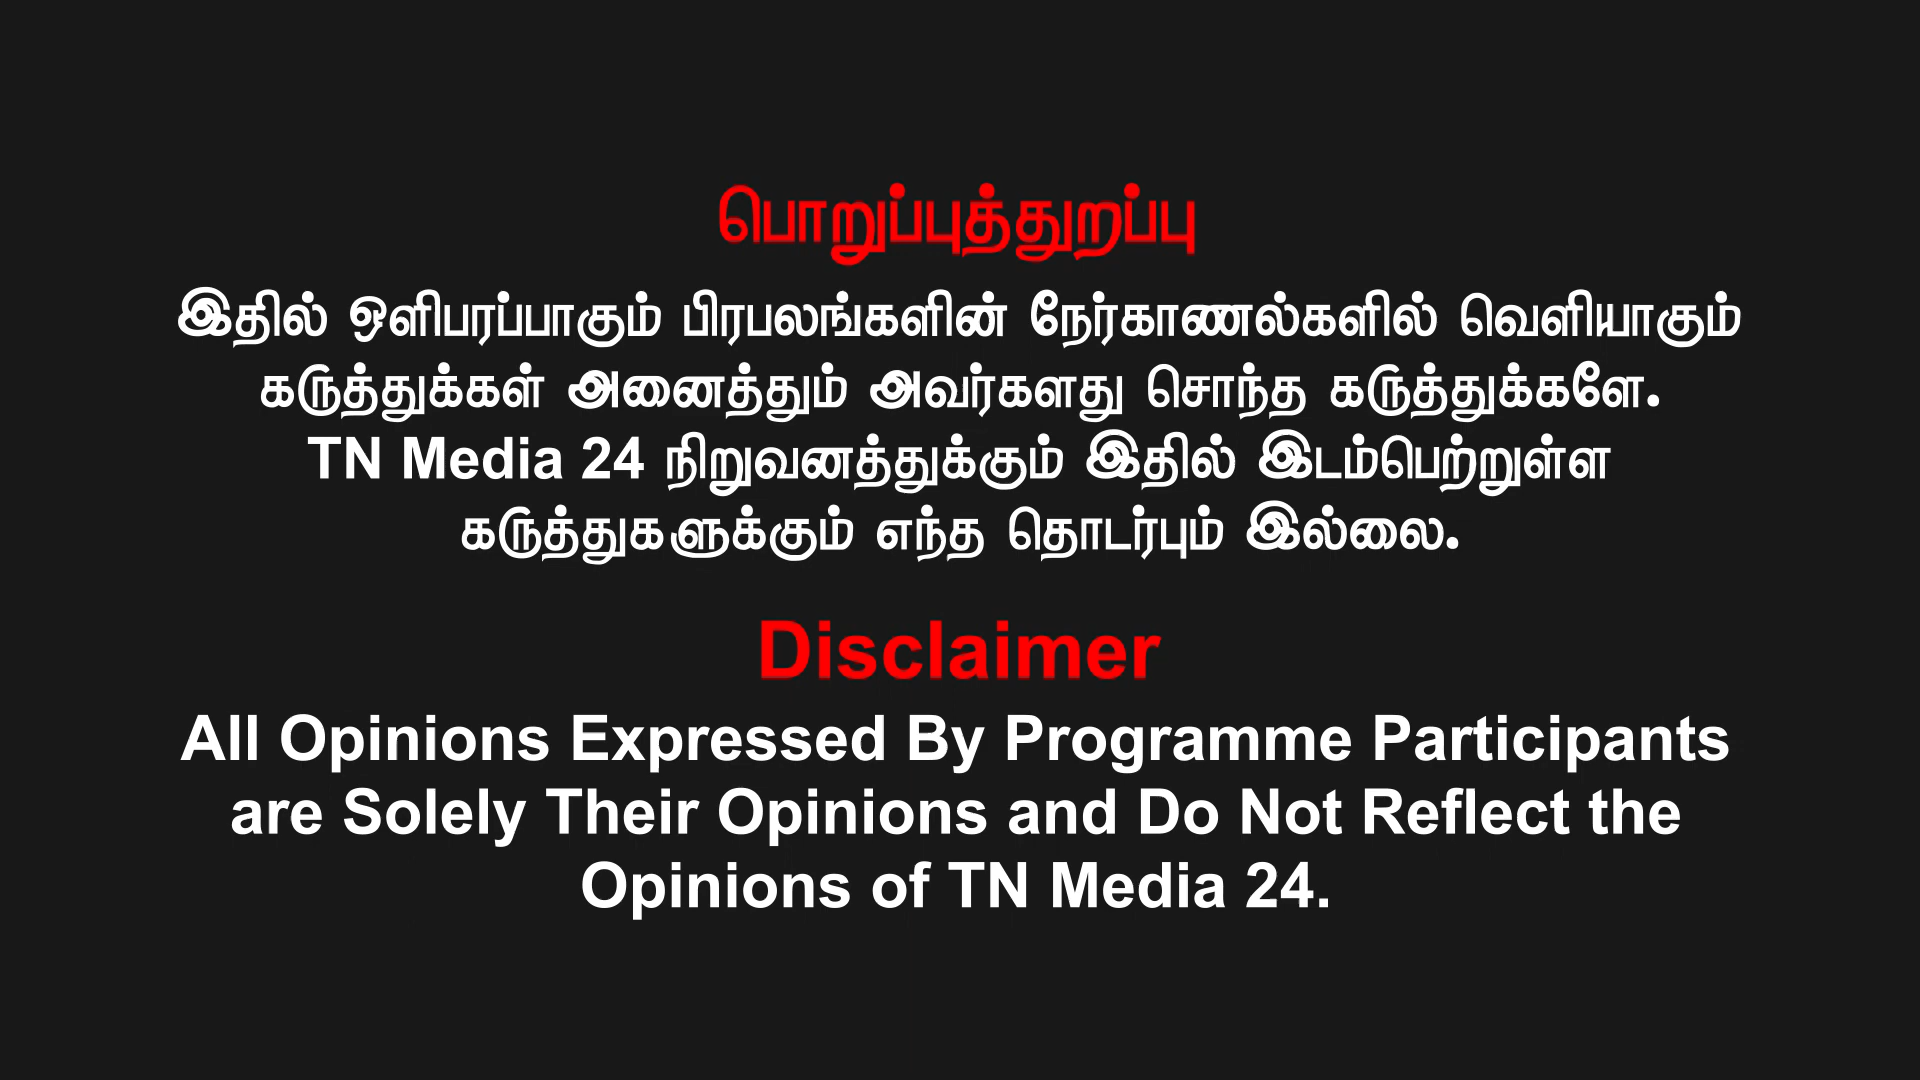 பொறுப்புத்துறப்பு
இதில் ஒளிபரப்பாகும் பிரபலங்களின் நேர்காணல்களில் வெளியாகும்
கருத்துக்கள் அனைத்தும் அவர்களது சொந்த கருத்துக்களே.
TN Media 24 நிறுவனத்துக்கும் இதில் இடம்பெற்றுள்ள
கருத்துகளுக்கும் எந்த தொடர்பும் இல்லை.
Disclaimer
All Opinions Expressed By Programme Participants
are Solely Their Opinions and Do Not Reflect the
Opinions of TN Media 24.